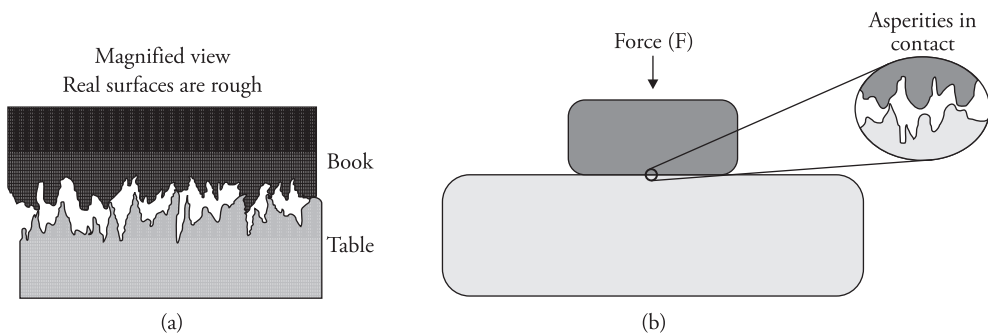 Magnified view
Real surfaces are rough
Book
Table
(a)
Force (F)
Asperities in
contact
(b)